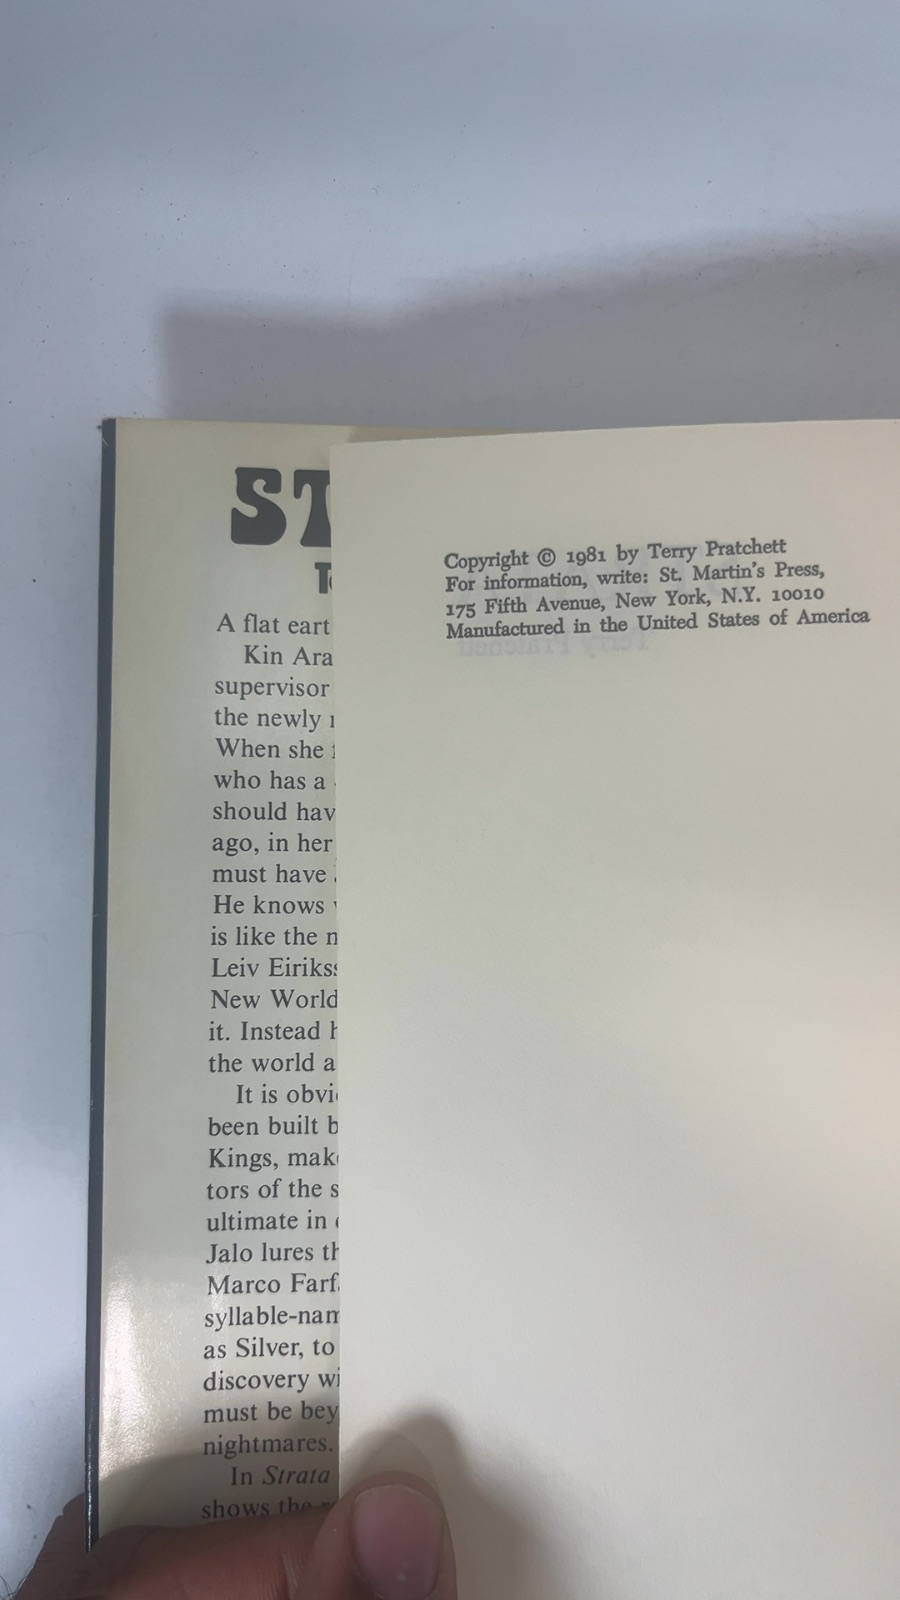 ST
A flat eart
Kin Ara
supervisor
the newly
When she
who has a
should hav
ago, in her
must have
He knows
is like the
Leiv Eiriks
New World
it. Instead
the world a
It is obvi
been built b
Kings, mak
tors of the s
ultimate in
Jalo lures th
Marco Farf
syllable-nam
as Silver, to
discovery wi
must be bey
nightmares.
In Strata
shows the
Copyright © 1981 by Terry Pratchett
For information, write: St. Martin's Press,
175 Fifth Avenue, New York, N.Y. 10010
Manufactured in the United States of America